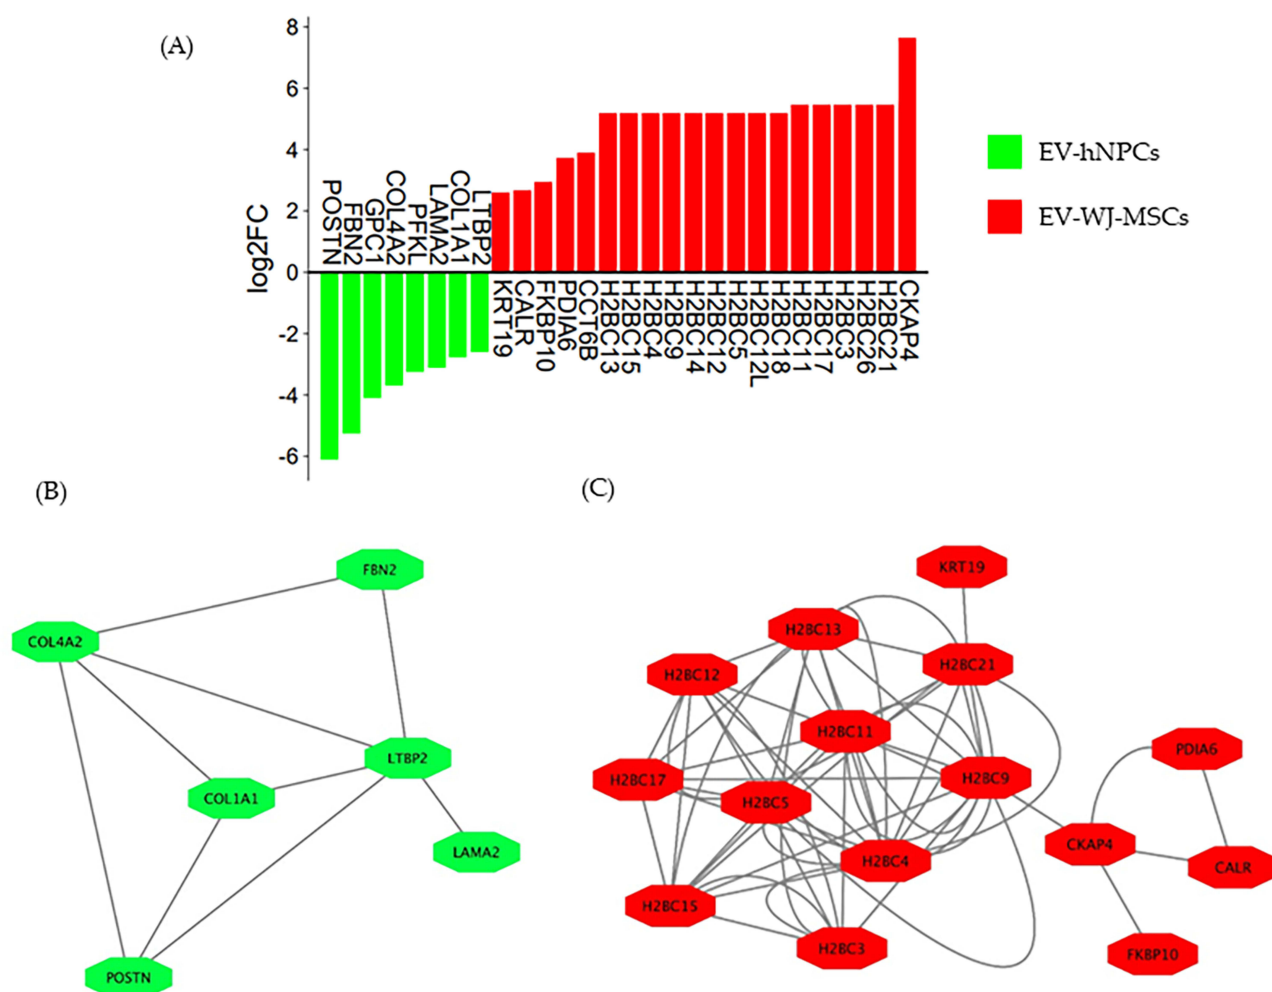 (A)
8
6
4
2
0
-2
-4
-6
log2FC
POSTN
FBN2
GPC1
COL4A2
PFKL
LAMA2
COL1A1
LTBP2
KRT19
CALR
FKBP10
PDIA6
CCT6B
H2BC13
H2BC15
H2BC4
H2BC9
H2BC14
H2BC12
H2BC5
H2BC12L
H2BC18
H2BC11
H2BC17
H2BC3
H2BC26
H2BC21
CKAP4
EV-hNPCs
EV-WJ-MSCs
(B)
FBN2
COL4A2
LTBP2
COL1A1
LAMA2
POSTN
(C)
KRT19
H2BC13
H2BC21
H2BC12
H2BC11
PDIA6
H2BC17
H2BC9
H2BC5
CKAP4
H2BC4
CALR
H2BC15
H2BC3
FKBP10